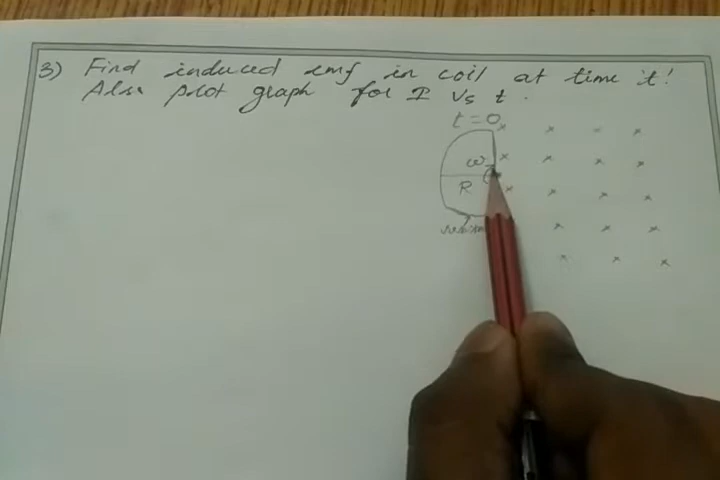 3) Find induced emf in coil at time 't'
Also plot graph for I Vs t.
t = 0
ω
R